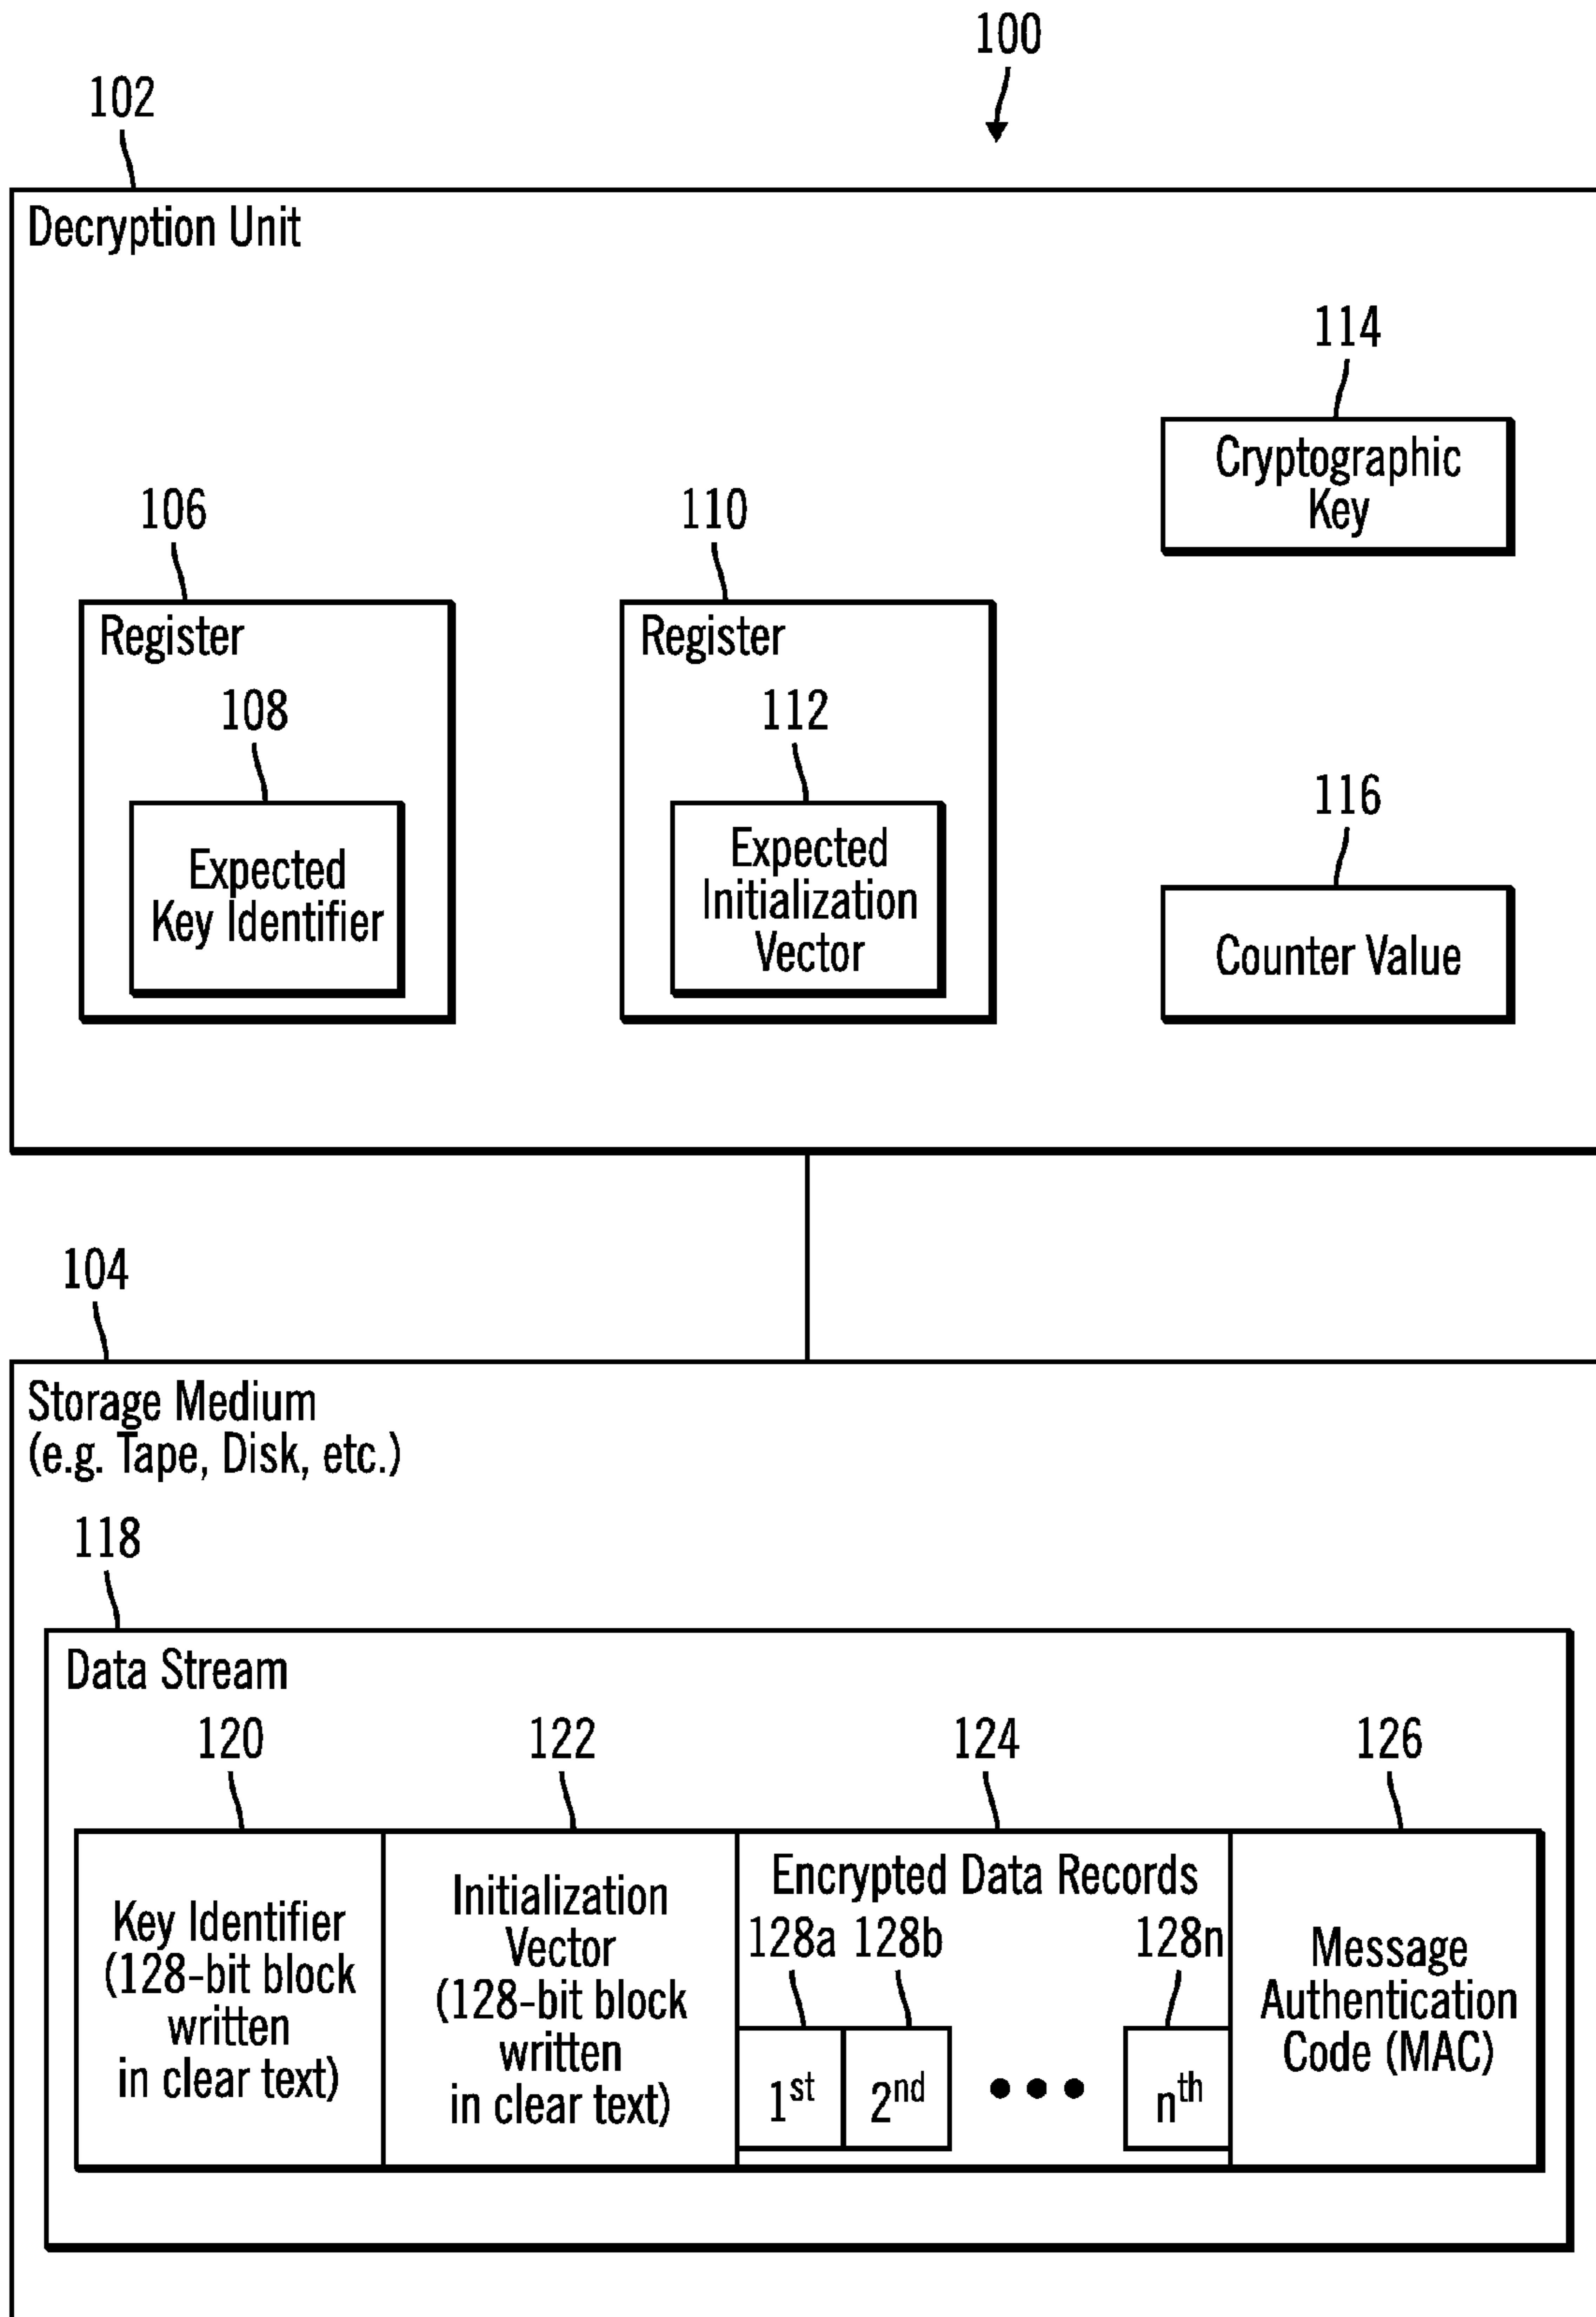 100
102
Decryption Unit
114
Cryptographic
Key
106
110
Register
Register
108
112
Expected
Key Identifier
Expected
Initialization
Vector
116
Counter Value
104
Storage Medium
(e.g. Tape, Disk, etc.)
118
Data Stream
120
122
124
126
Key Identifier
(128-bit block
written
in clear text)
Initialization
Vector
(128-bit block
written
in clear text)
Encrypted Data Records
128a
128b
128n
1st
2nd
•••
nth
Message
Authentication
Code (MAC)